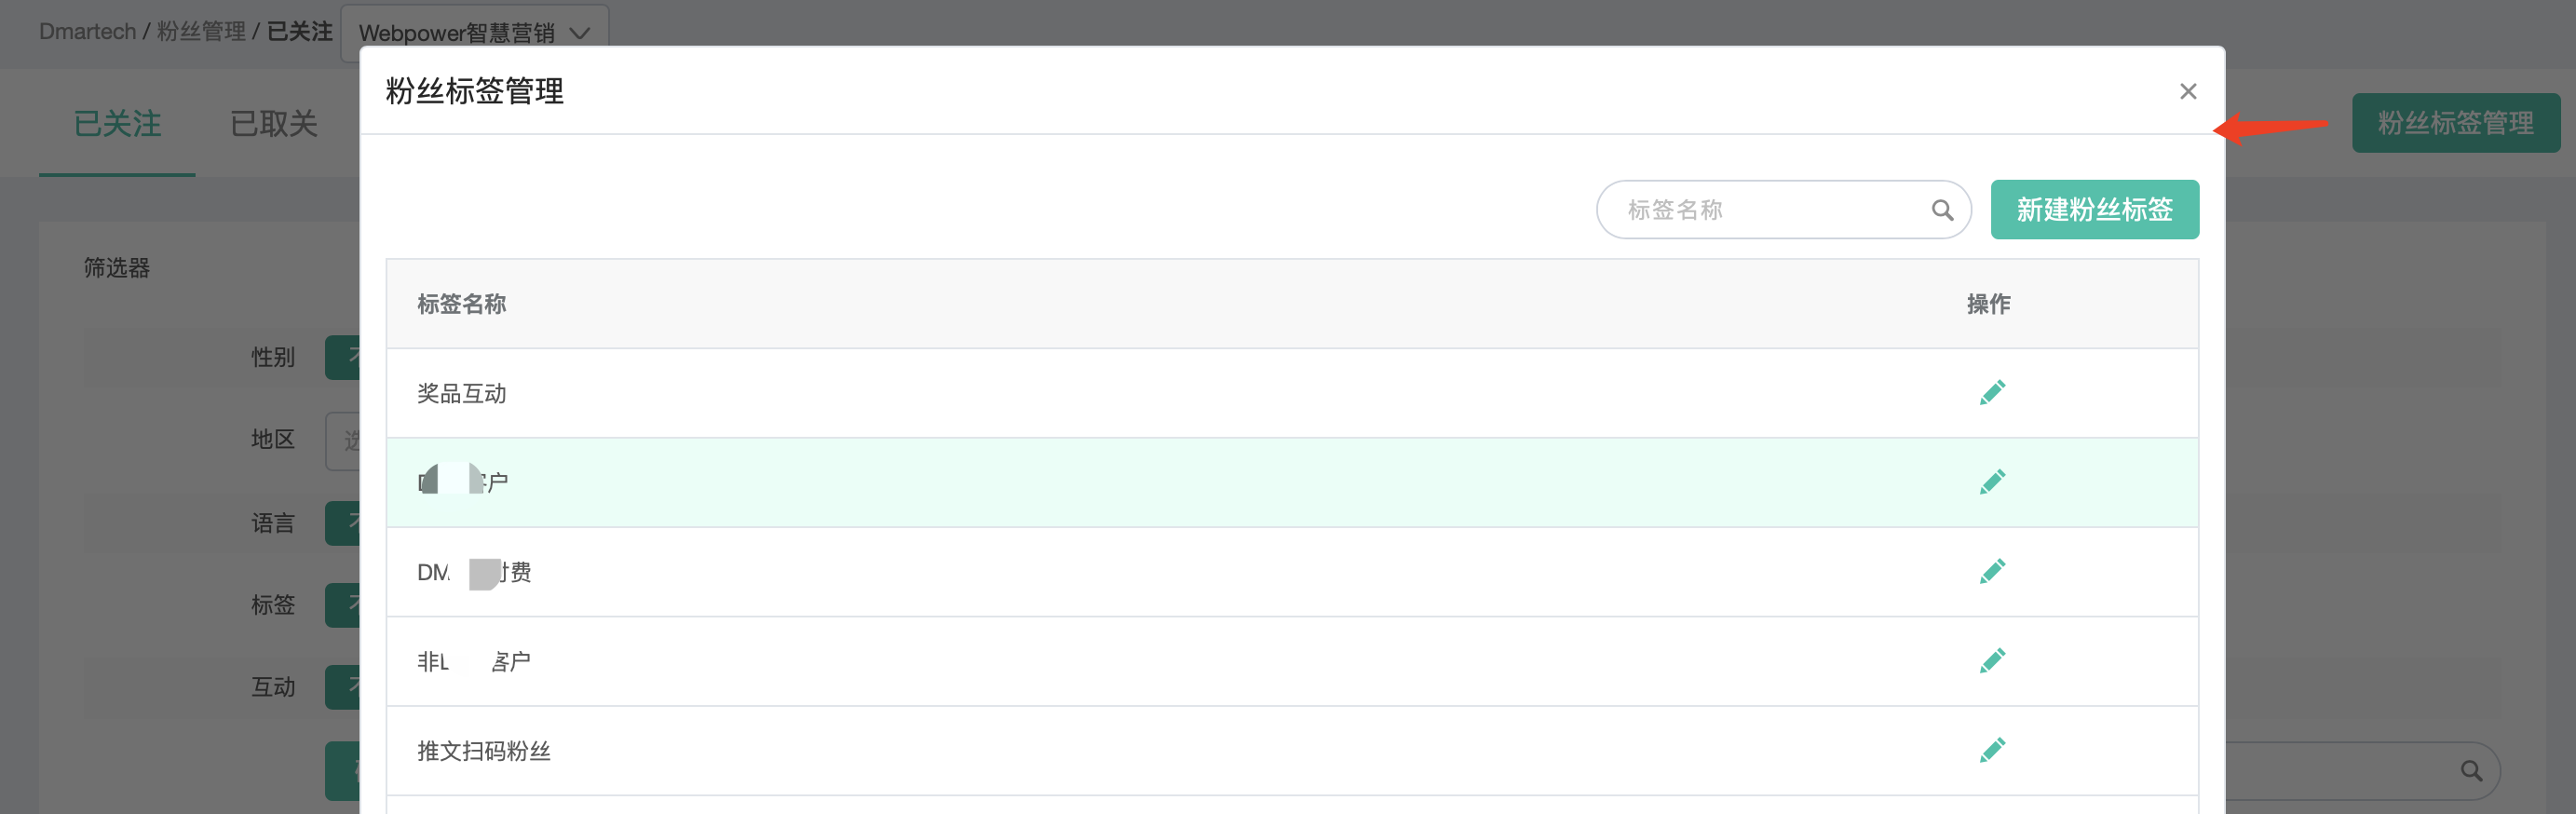 Dmartech / 粉丝管理 / 已关注 Webpower智慧营销
粉丝标签管理
已关注 已取关 粉丝标签管理
标签名称 新建粉丝标签
筛选器
标签名称 操作
性别
奖品互动
地区
户
语言
DM 费
标签
非 客户
互动
推文扫码粉丝